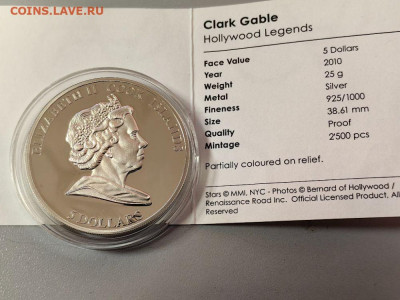 COINS.ЛАВЕ.RU
Clark Gable
Hollywood Legends
Face Value 5 Dollars
Year 2010
Weight 25 g
Metal Silver
Fineness 925/1000
Size 38.61 mm
Quality Proof
Mintage 2'500 pcs
Partially coloured on relief.
Stars © MMI, NYC - Photos © Bernard of Hollywood /
Renaissance Road Inc. Official Licensed Product, All
Reserved
ELIZABETH II COOK ISLANDS
5 DOLLARS